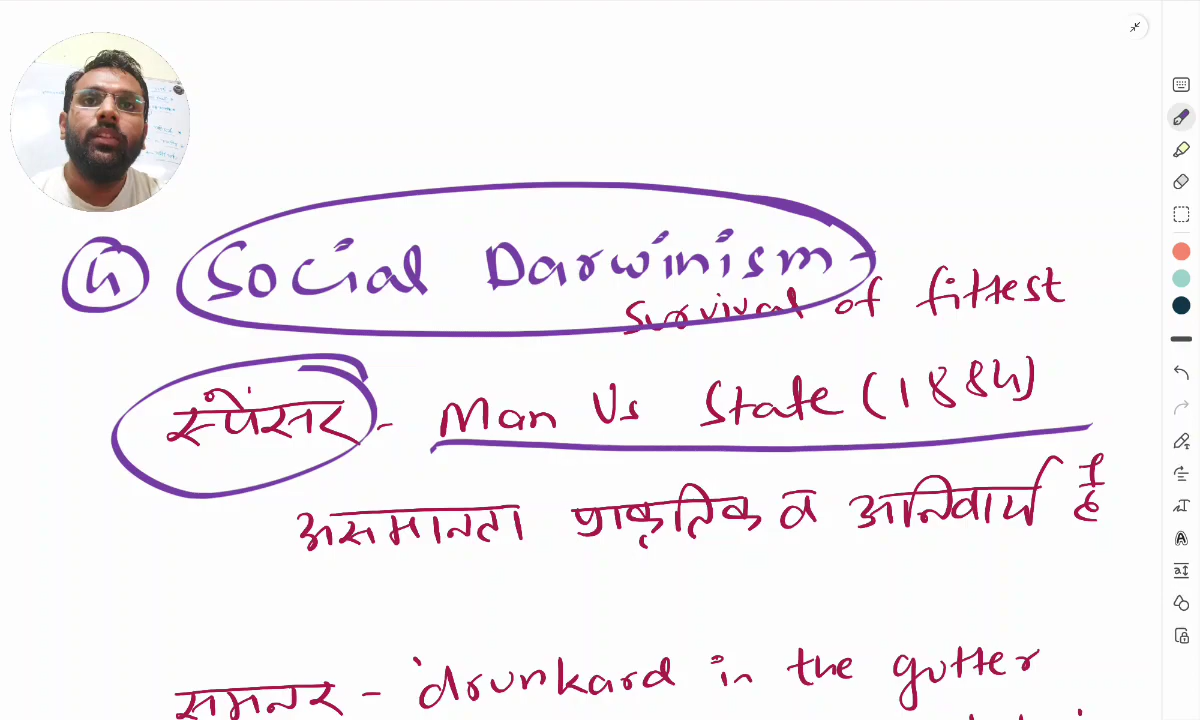 4 Social Darwinism -
Survival of fittest
स्पेंसर - Man Vs State (1884)
असमानता प्राकृतिक व अनिवार्य है
समनर - 'drunkard in the gutter